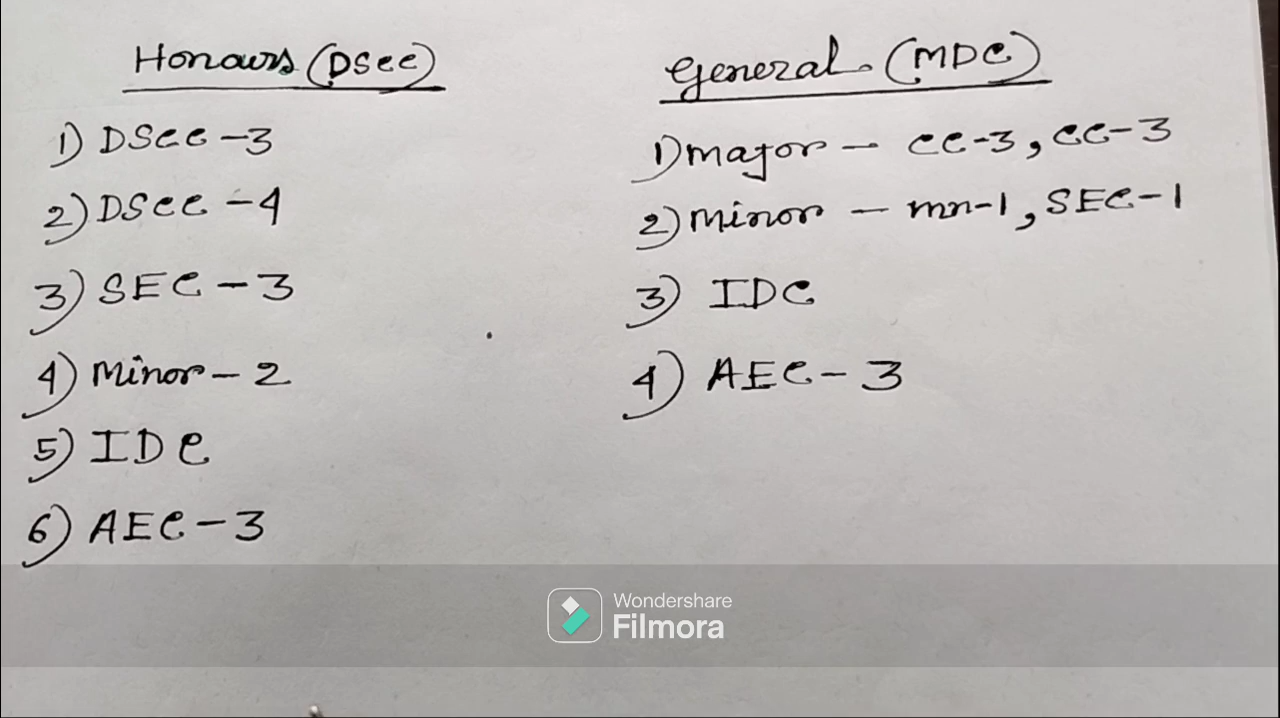 Honours (DSCC)
1) DSCC - 3
2) DSCC - 4
3) SEC - 3
4) Minor - 2
5) IDC
6) AEC - 3
General (MDC)
1) major - CC-3, CC-3
2) minor - mn-1, SEC-1
3) IDC
4) AEC - 3
Wondershare
Filmora